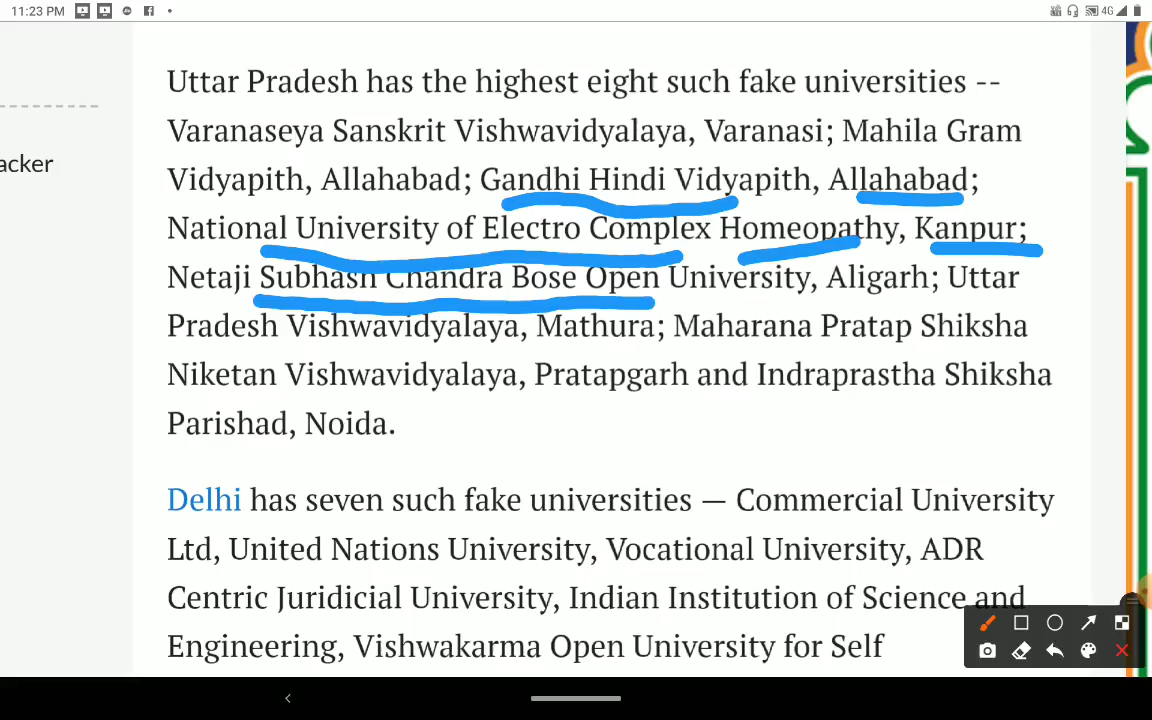 11:23 PM
4G
acker
Uttar Pradesh has the highest eight such fake universities --
Varanaseya Sanskrit Vishwavidyalaya, Varanasi; Mahila Gram
Vidyapith, Allahabad; Gandhi Hindi Vidyapith, Allahabad;
National University of Electro Complex Homeopathy, Kanpur;
Netaji Subhash Chandra Bose Open University, Aligarh; Uttar
Pradesh Vishwavidyalaya, Mathura; Maharana Pratap Shiksha
Niketan Vishwavidyalaya, Pratapgarh and Indraprastha Shiksha
Parishad, Noida.
Delhi has seven such fake universities — Commercial University
Ltd, United Nations University, Vocational University, ADR
Centric Juridicial University, Indian Institution of Science and
Engineering, Vishwakarma Open University for Self